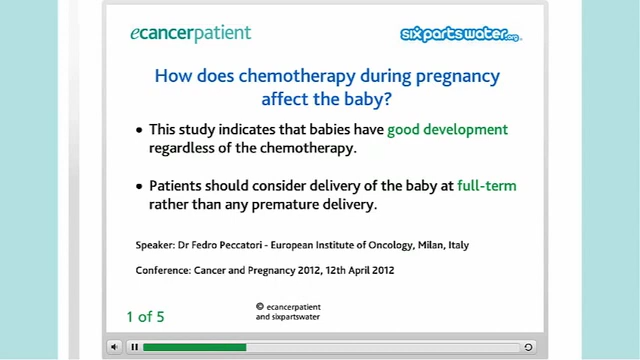 ecancerpatient
sixpartswater.org
How does chemotherapy during pregnancy
affect the baby?
• This study indicates that babies have good development
regardless of the chemotherapy.
• Patients should consider delivery of the baby at full-term
rather than any premature delivery.
Speaker: Dr Fedro Peccatori - European Institute of Oncology, Milan, Italy
Conference: Cancer and Pregnancy 2012, 12th April 2012
1 of 5
© ecancerpatient
and sixpartswater